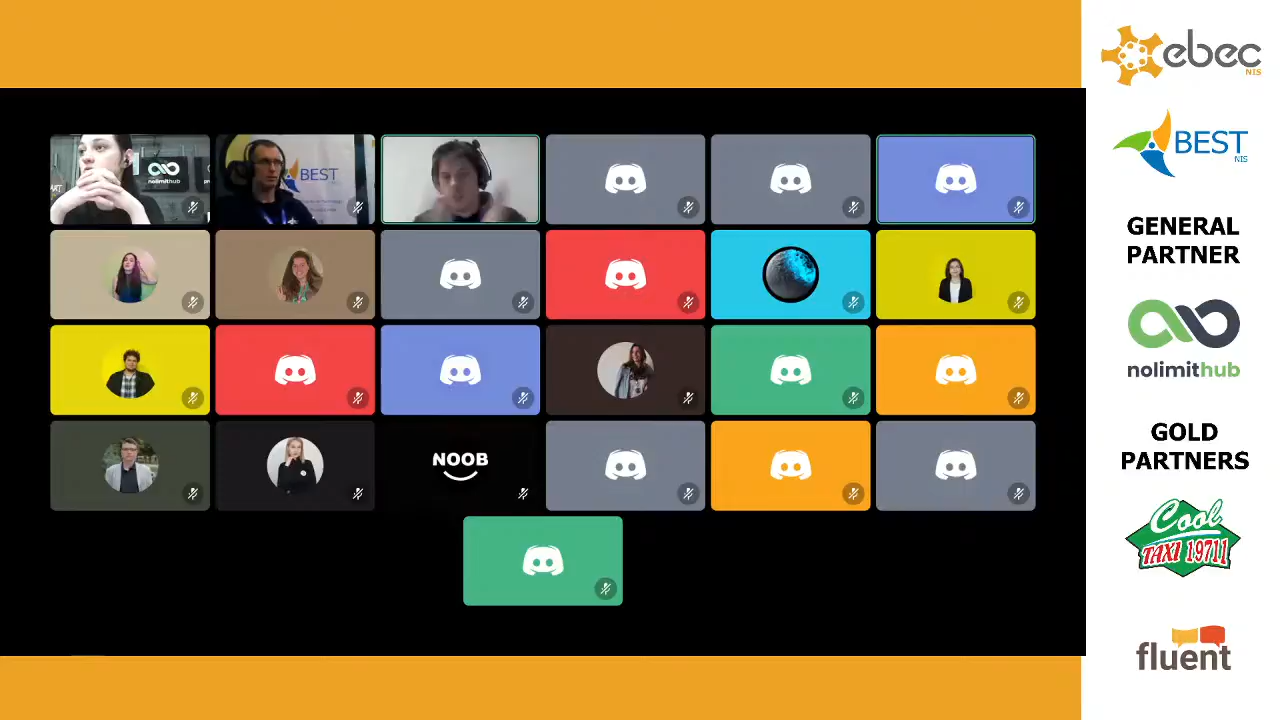 nolimithub
BEST
NOOB
ebec
NIS
BEST
NIS
GENERAL
PARTNER
nolimithub
GOLD
PARTNERS
Cool
TAXI 19711
fluent